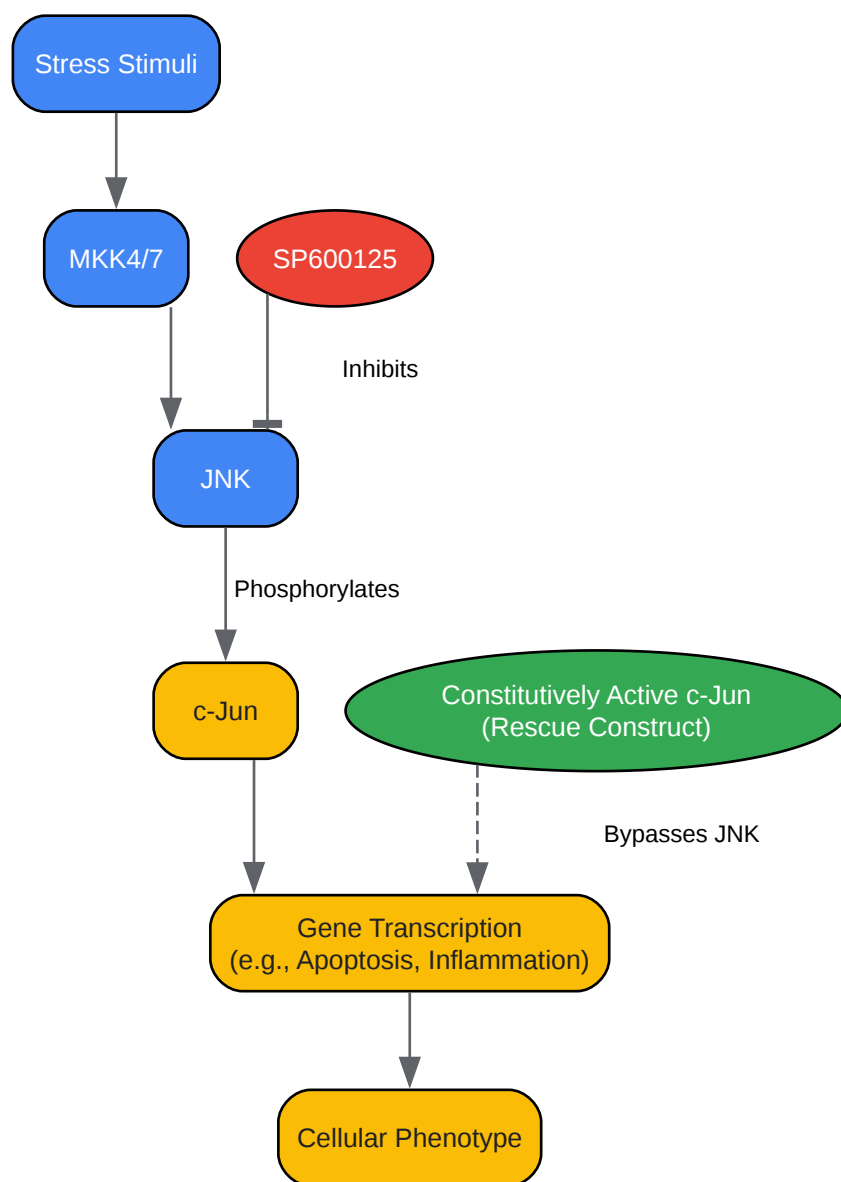 Stress Stimuli
MKK4/7
SP600125
Inhibits
JNK
Phosphorylates
c-Jun
Constitutively Active c-Jun
(Rescue Construct)
Bypasses JNK
Gene Transcription
(e.g., Apoptosis, Inflammation)
Cellular Phenotype